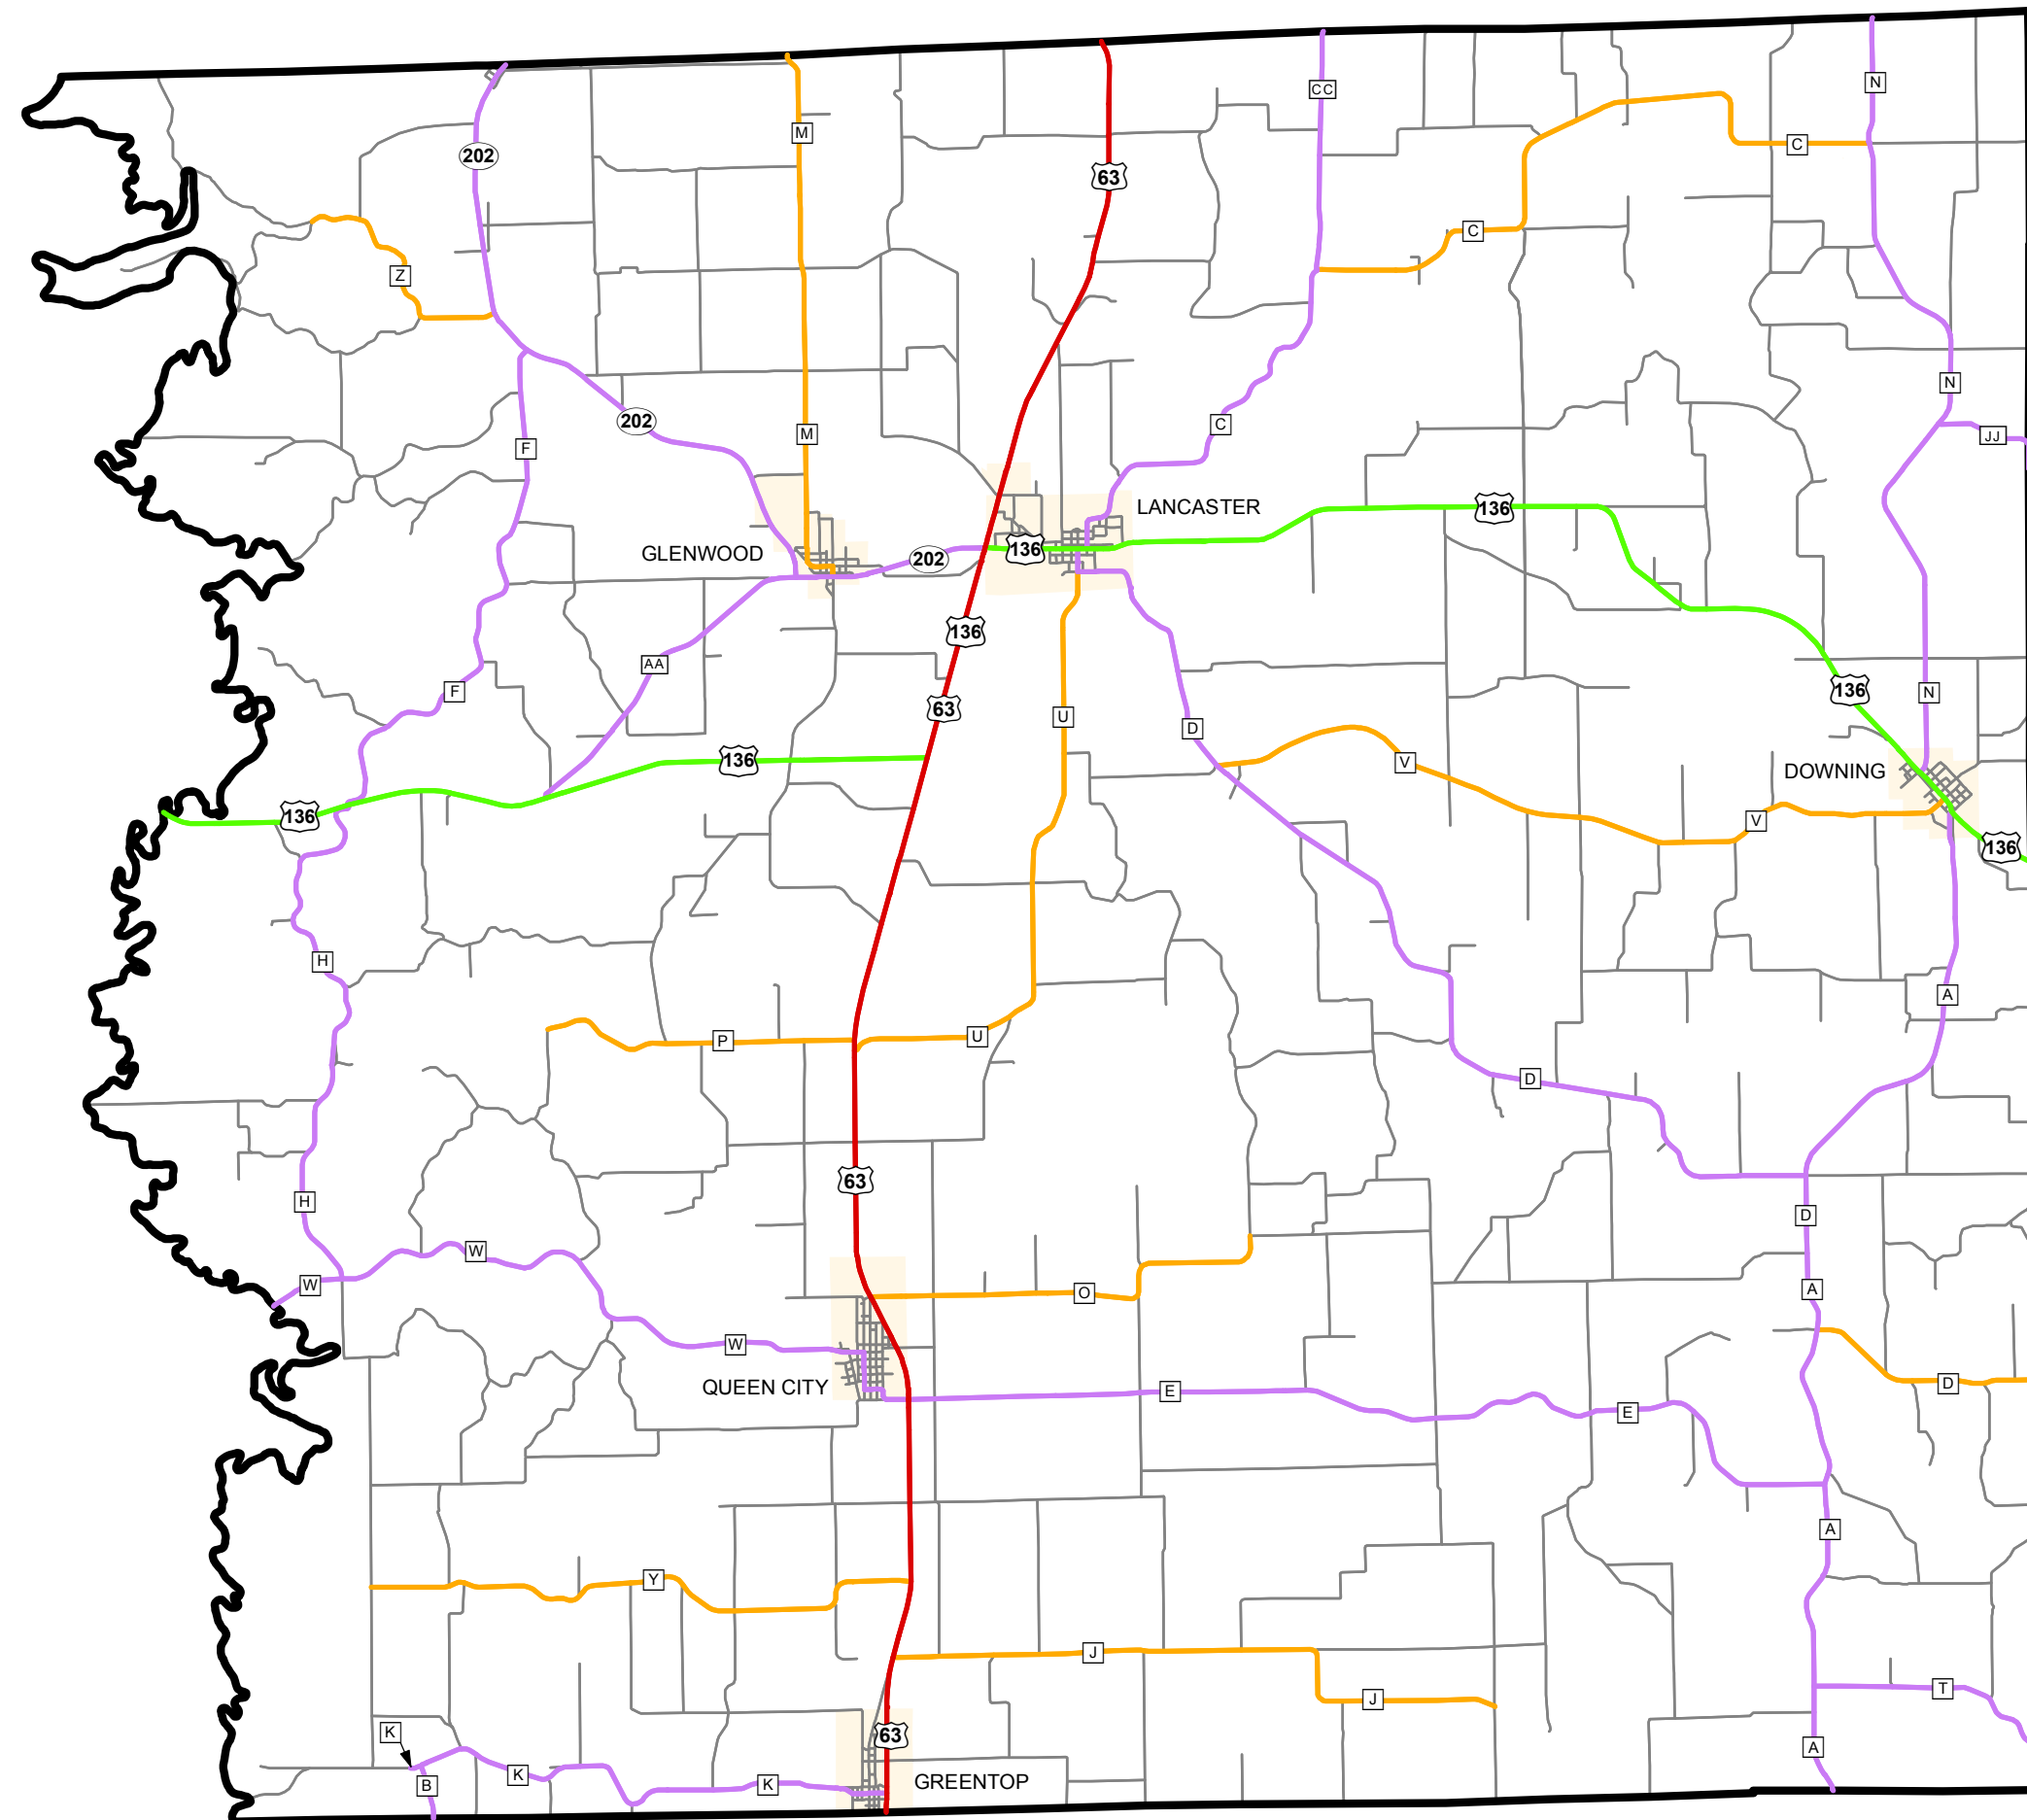 N
CC
M
C
202
63
C
Z
N
202
C
M
JJ
F
LANCASTER
136
136
GLENWOOD
202
136
AA
F
136
N
63
U
D
136
V
DOWNING
136
V
136
H
A
U
P
D
63
H
D
W
W
A
O
W
D
QUEEN CITY
E
E
A
Y
J
T
J
K
63
A
K
GREENTOP
K
B